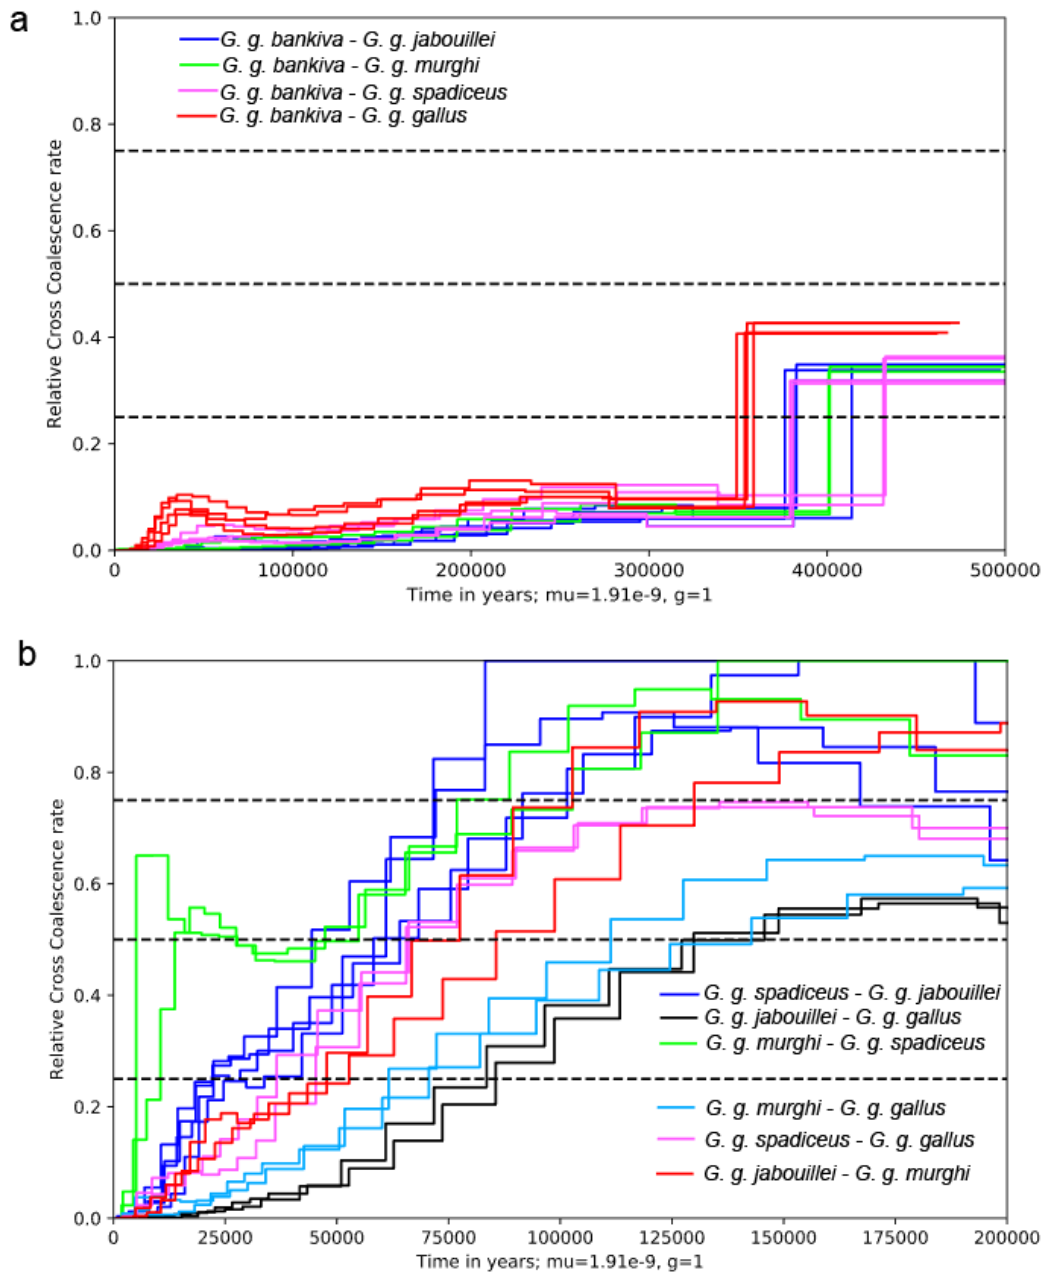 a
1.0
G. g. bankiva - G. g. jabouillei
G. g. bankiva - G. g. murghi
G. g. bankiva - G. g. spadiceus
G. g. bankiva - G. g. gallus
0.8
0.6
0.4
0.2
0.0
Relative Cross Coalescence rate
0 100000 200000 300000 400000 500000
Time in years; mu=1.91e-9, g=1
b
1.0
0.8
0.6
0.4
0.2
0.0
Relative Cross Coalescence rate
G. g. spadiceus - G. g. jabouillei
G. g. jabouillei - G. g. gallus
G. g. murghi - G. g. spadiceus
G. g. murghi - G. g. gallus
G. g. spadiceus - G. g. gallus
G. g. jabouillei - G. g. murghi
0 25000 50000 75000 100000 125000 150000 175000 200000
Time in years; mu=1.91e-9, g=1